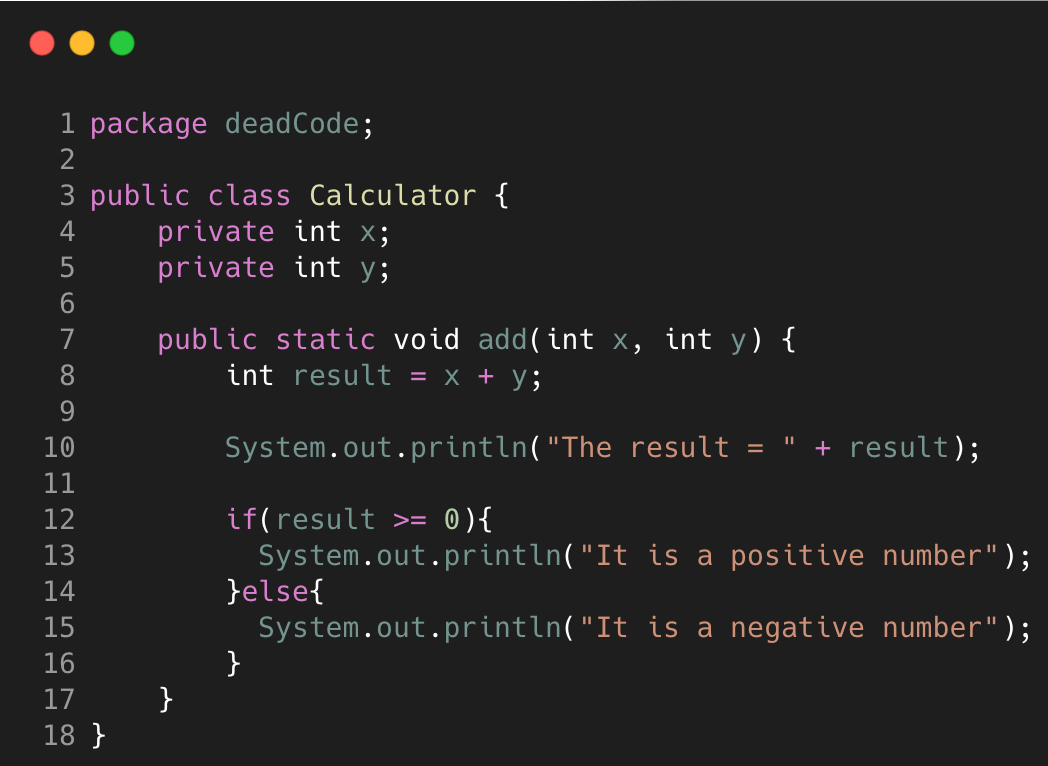 1 package deadCode;
2
3 public class Calculator {
4     private int x;
5     private int y;
6
7     public static void add(int x, int y) {
8         int result = x + y;
9
10         System.out.println("The result = " + result);
11
12         if(result >= 0){
13           System.out.println("It is a positive number");
14         }else{
15           System.out.println("It is a negative number");
16         }
17     }
18 }